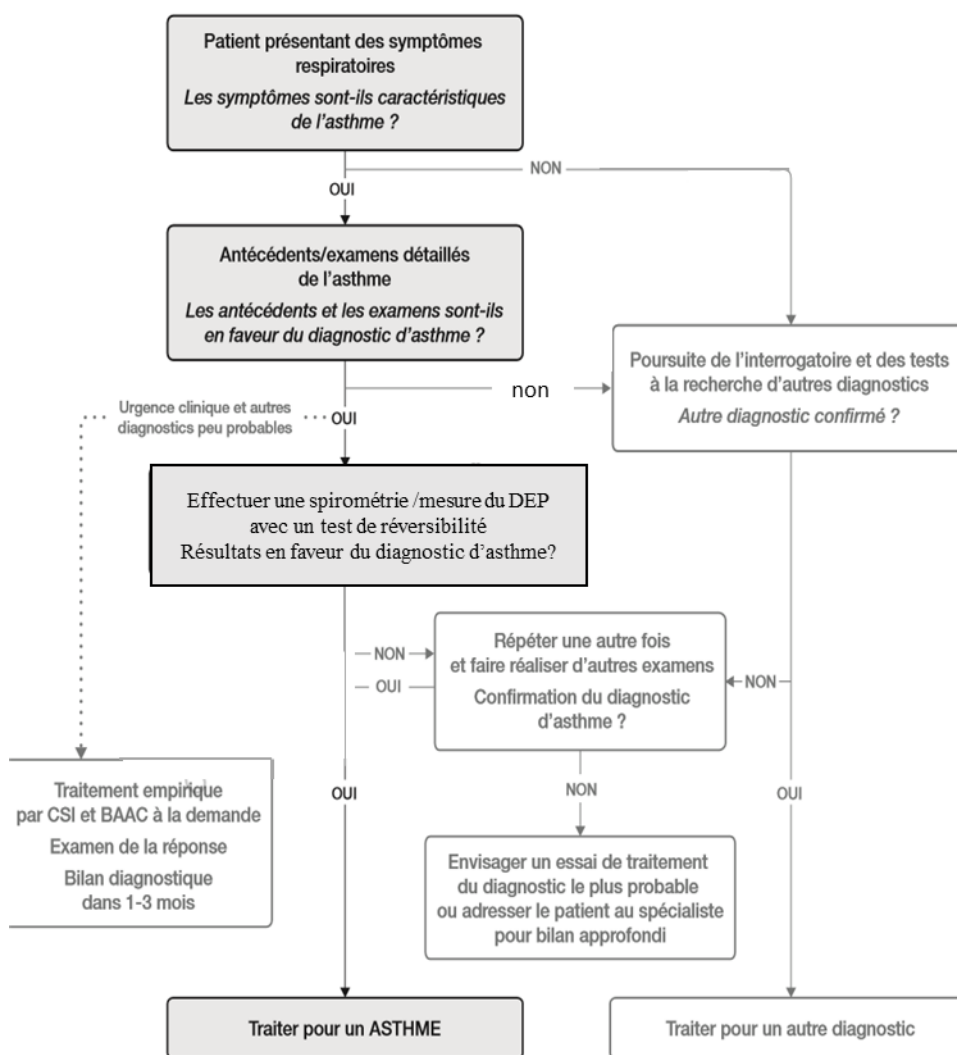 Patient présentant des symptômes
respiratoires
Les symptômes sont-ils caractéristiques
de l'asthme ?
NON
OUI
Antécédents/examens détaillés
de l'asthme
Les antécédents et les examens sont-ils
en faveur du diagnostic d'asthme ?
Poursuite de l'interrogatoire et des tests
à la recherche d'autres diagnostics
Autre diagnostic confirmé ?
non
Urgence clinique et autres
diagnostics peu probables
OUI
Effectuer une spirométrie /mesure du DEP
avec un test de réversibilité
Résultats en faveur du diagnostic d'asthme?
Répéter une autre fois
et faire réaliser d'autres examens
Confirmation du diagnostic
d'asthme ?
NON
OUI
NON
Traitement empirique
par CSI et BAAC à la demande
Examen de la réponse
Bilan diagnostique
dans 1-3 mois
OUI
NON
OUI
Envisager un essai de traitement
du diagnostic le plus probable
ou adresser le patient au spécialiste
pour bilan approfondi
Traiter pour un ASTHME
Traiter pour un autre diagnostic